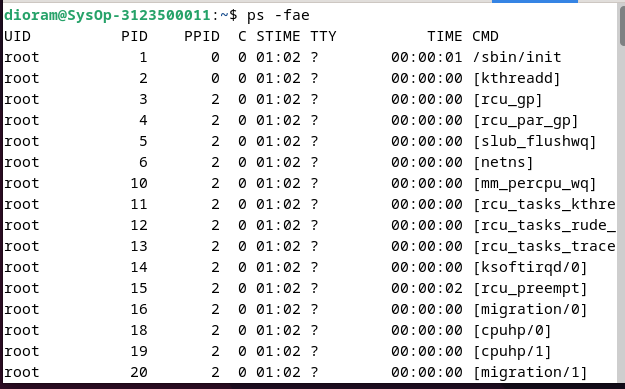 dioram@SysOp-3123500011:~$ ps -fae
UID PID PPID C STIME TTY TIME CMD
root 1 0 0 01:02 ? 00:00:01 /sbin/init
root 2 0 0 01:02 ? 00:00:00 [kthreadd]
root 3 2 0 01:02 ? 00:00:00 [rcu_gp]
root 4 2 0 01:02 ? 00:00:00 [rcu_par_gp]
root 5 2 0 01:02 ? 00:00:00 [slub_flushwq]
root 6 2 0 01:02 ? 00:00:00 [netns]
root 10 2 0 01:02 ? 00:00:00 [mm_percpu_wq]
root 11 2 0 01:02 ? 00:00:00 [rcu_tasks_kthre
root 12 2 0 01:02 ? 00:00:00 [rcu_tasks_rude_
root 13 2 0 01:02 ? 00:00:00 [rcu_tasks_trace
root 14 2 0 01:02 ? 00:00:00 [ksoftirqd/0]
root 15 2 0 01:02 ? 00:00:02 [rcu_preempt]
root 16 2 0 01:02 ? 00:00:00 [migration/0]
root 18 2 0 01:02 ? 00:00:00 [cpuhp/0]
root 19 2 0 01:02 ? 00:00:00 [cpuhp/1]
root 20 2 0 01:02 ? 00:00:00 [migration/1]